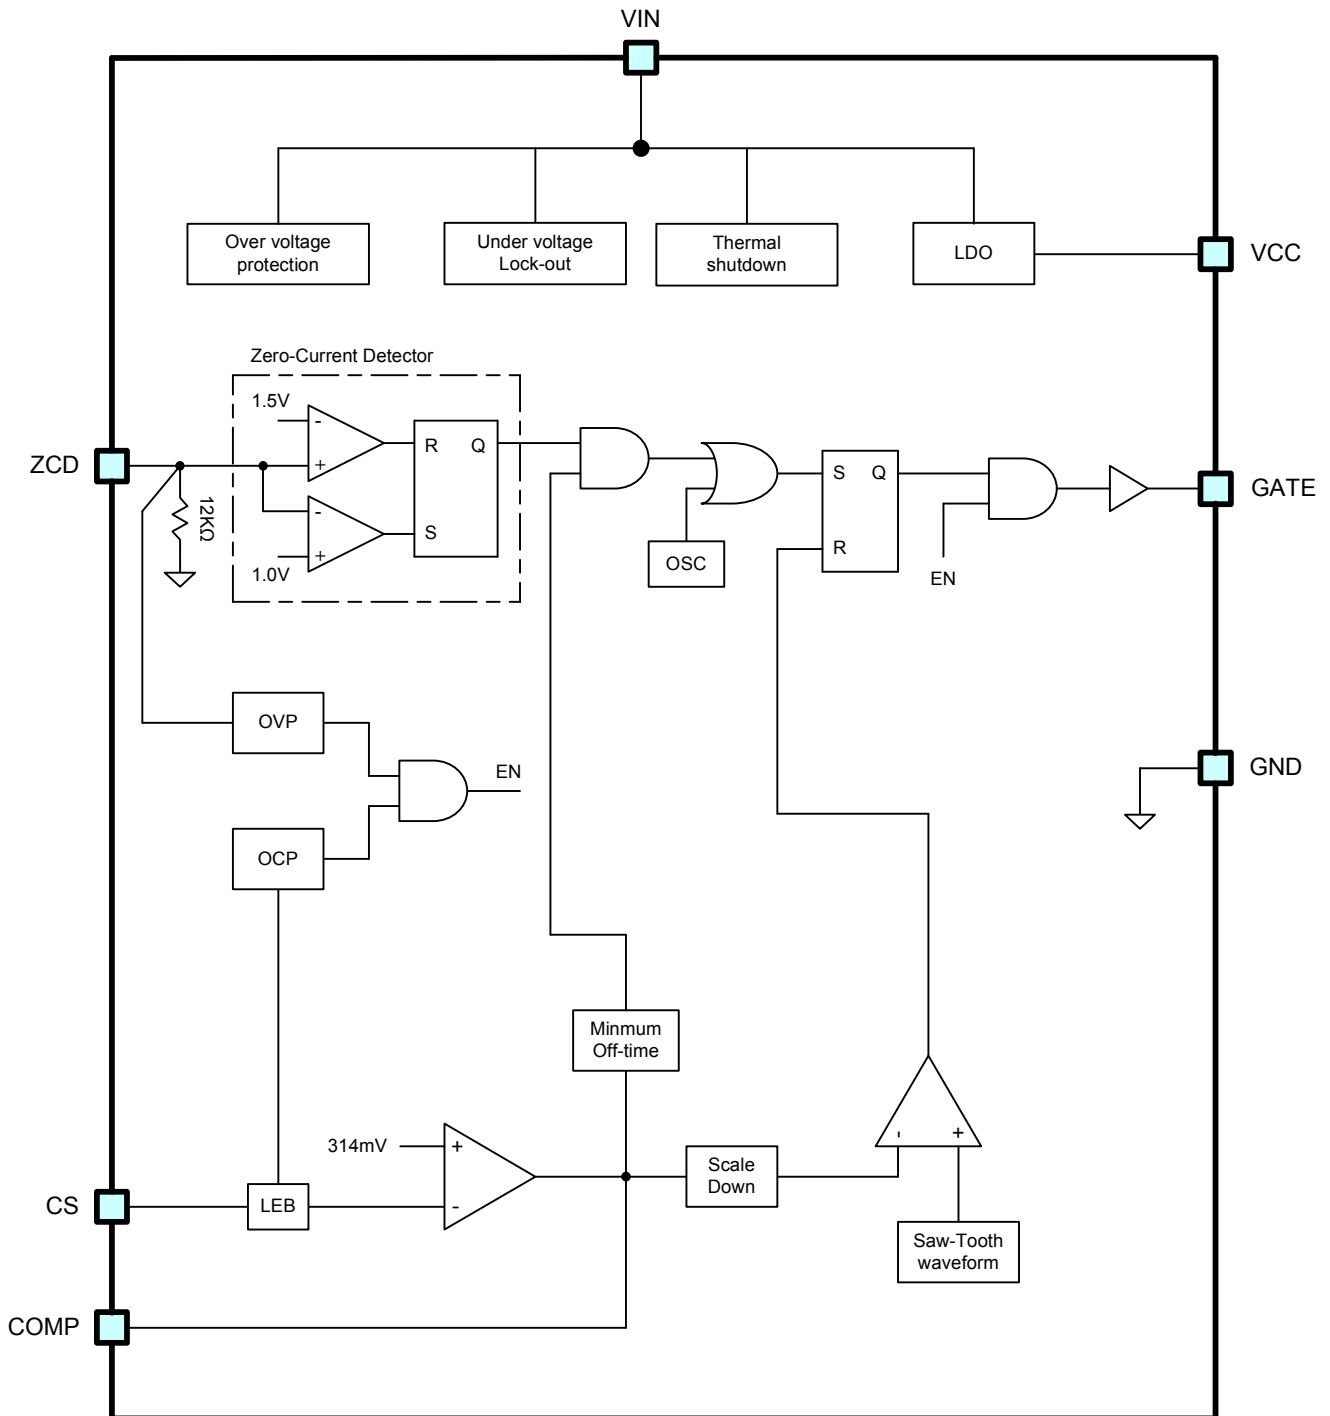 VIN
Over voltage
protection
Under voltage
Lock-out
Thermal
shutdown
LDO
VCC
Zero-Current Detector
1.5V
-
+
R
Q
ZCD
12KΩ
-
+
S
1.0V
OSC
S
Q
R
EN
GATE
OVP
EN
OCP
GND
Minmum
Off-time
314mV
+
-
Scale
Down
-
+
CS
LEB
Saw-Tooth
waveform
COMP